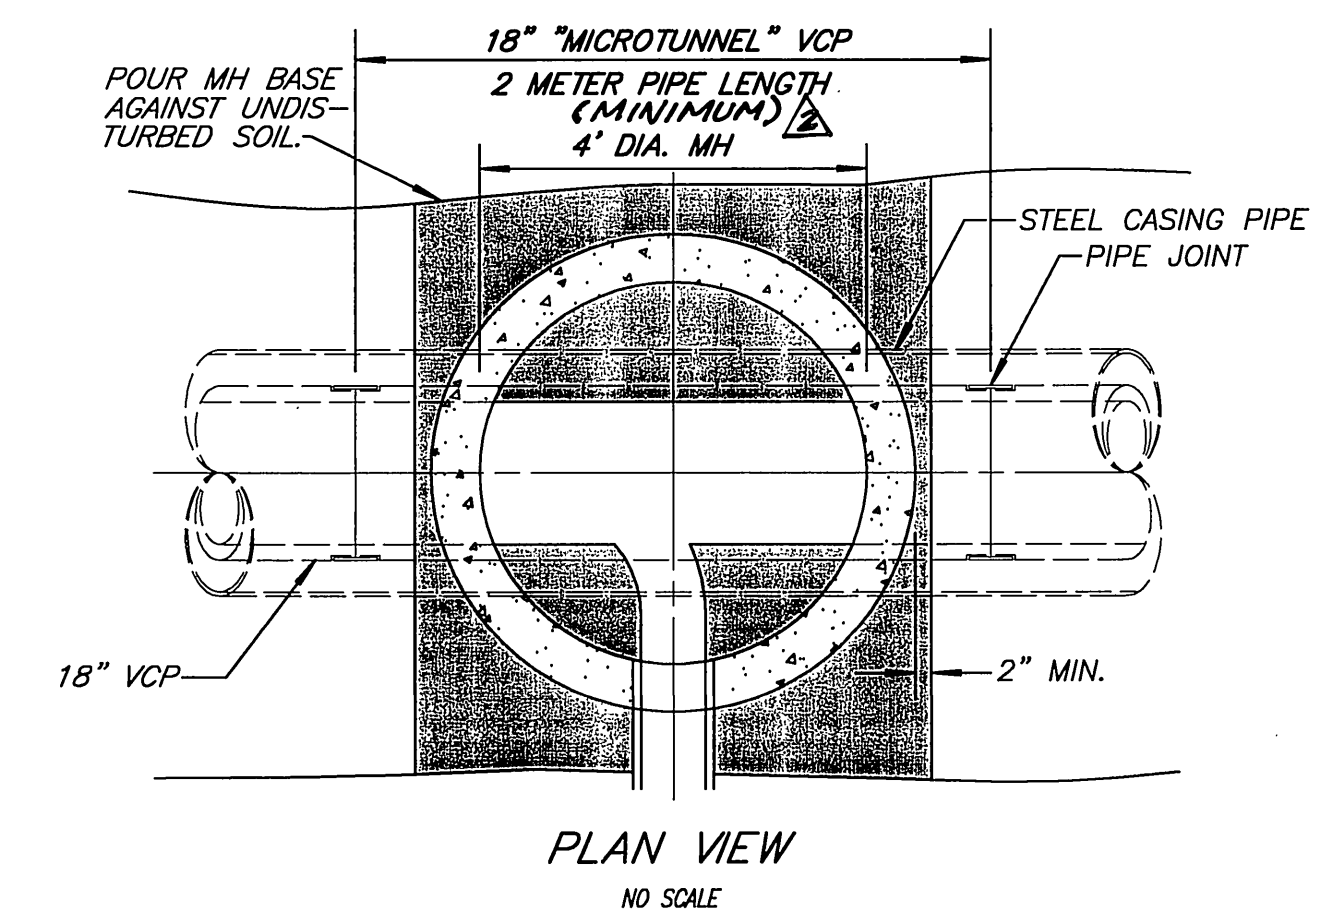 18" "MICROTUNNEL" VCP
POUR MH BASE
AGAINST UNDIS-
TURBED SOIL.
2 METER PIPE LENGTH
(MINIMUM) 2
4' DIA. MH
STEEL CASING PIPE
PIPE JOINT
18" VCP
2" MIN.
PLAN VIEW
NO SCALE